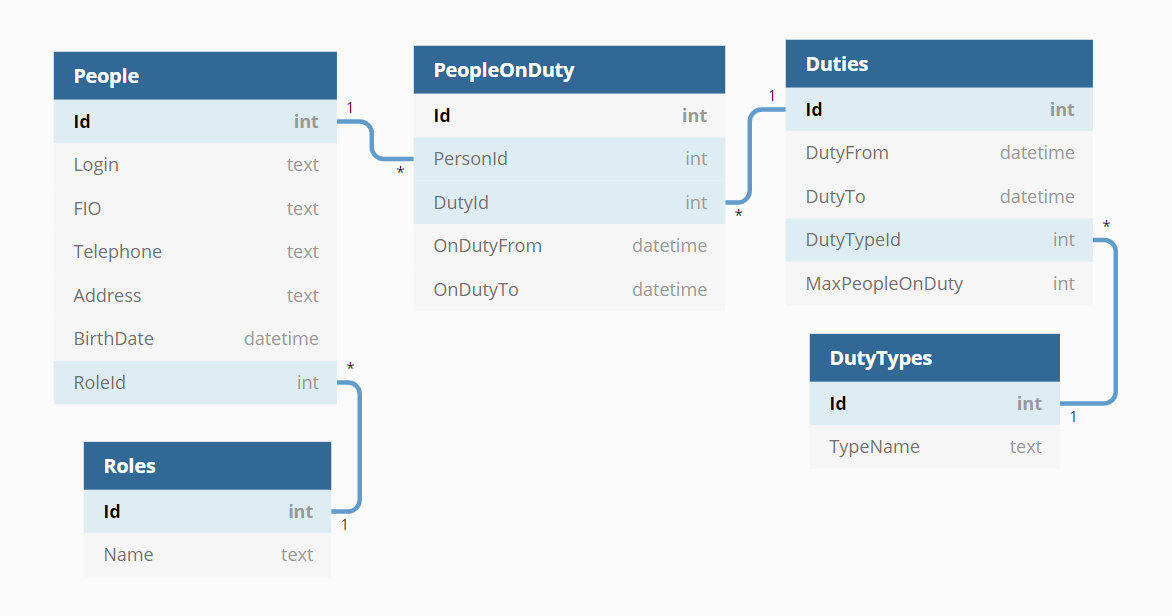 People
Id int
Login text
FIO text
Telephone text
Address text
BirthDate datetime
RoleId int
1
*
PeopleOnDuty
Id int
PersonId int
DutyId int
OnDutyFrom datetime
OnDutyTo datetime
1
*
Duties
Id int
DutyFrom datetime
DutyTo datetime
DutyTypeId int
MaxPeopleOnDuty int
*
DutyTypes
Id int
TypeName text
1
*
Roles
Id int
Name text
1